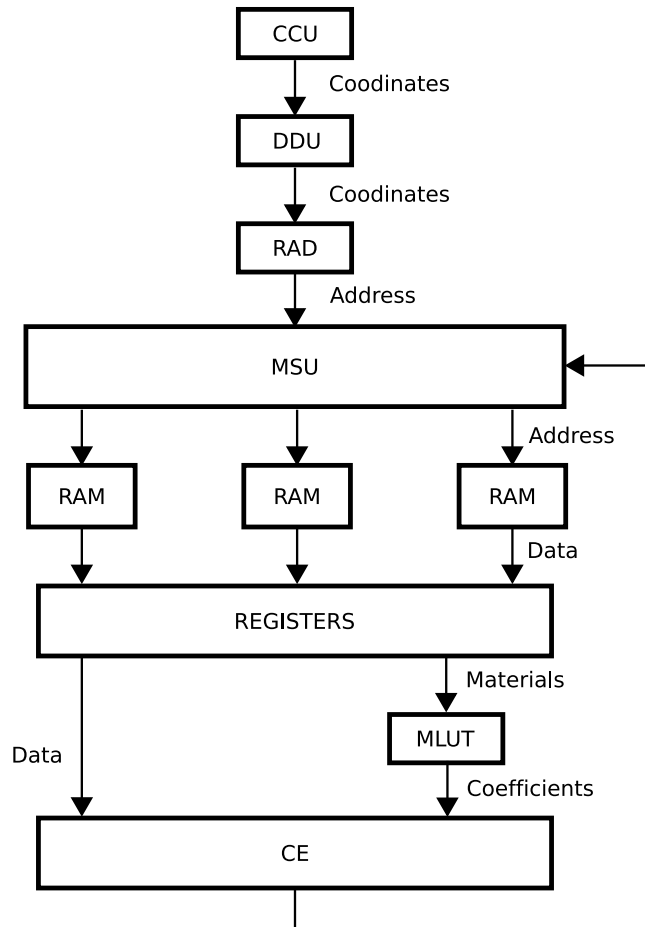 CCU
Coodinates
DDU
Coodinates
RAD
Address
MSU
Address
RAM
RAM
RAM
Data
REGISTERS
Materials
MLUT
Data
Coefficients
CE